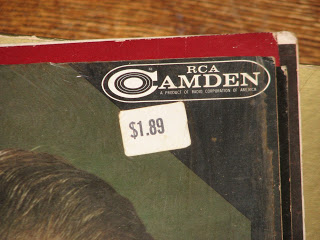 RCA
CAMDEN
A PRODUCT OF RADIO CORPORATION OF AMERICA
$1.89